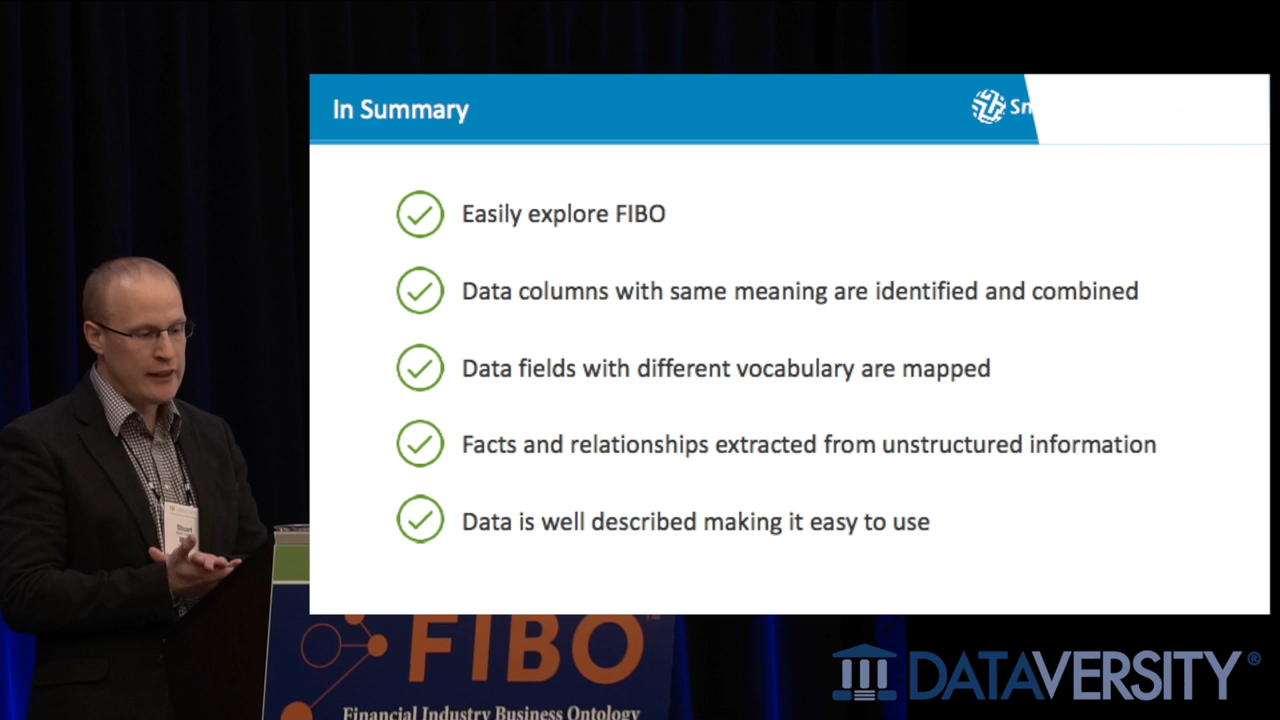 In Summary
Easily explore FIBO
Data columns with same meaning are identified and combined
Data fields with different vocabulary are mapped
Facts and relationships extracted from unstructured information
Data is well described making it easy to use
Stuart
FIBO™
Financial Industry Business Ontology
DATAVERSITY®